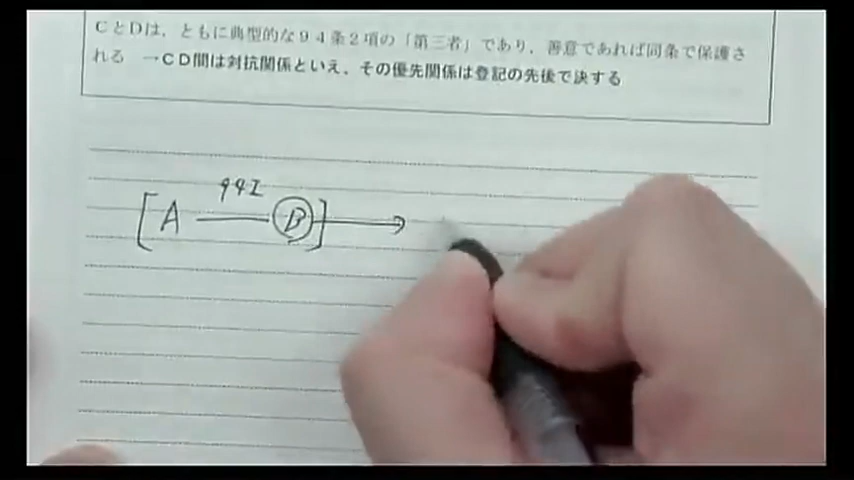 CとDは，ともに典型的な９４条２項の「第三者」であり，善意であれば同条で保護さ
れる →ＣＤ間は対抗関係といえ，その優先関係は登記の先後で決する
94I
[A — B] →